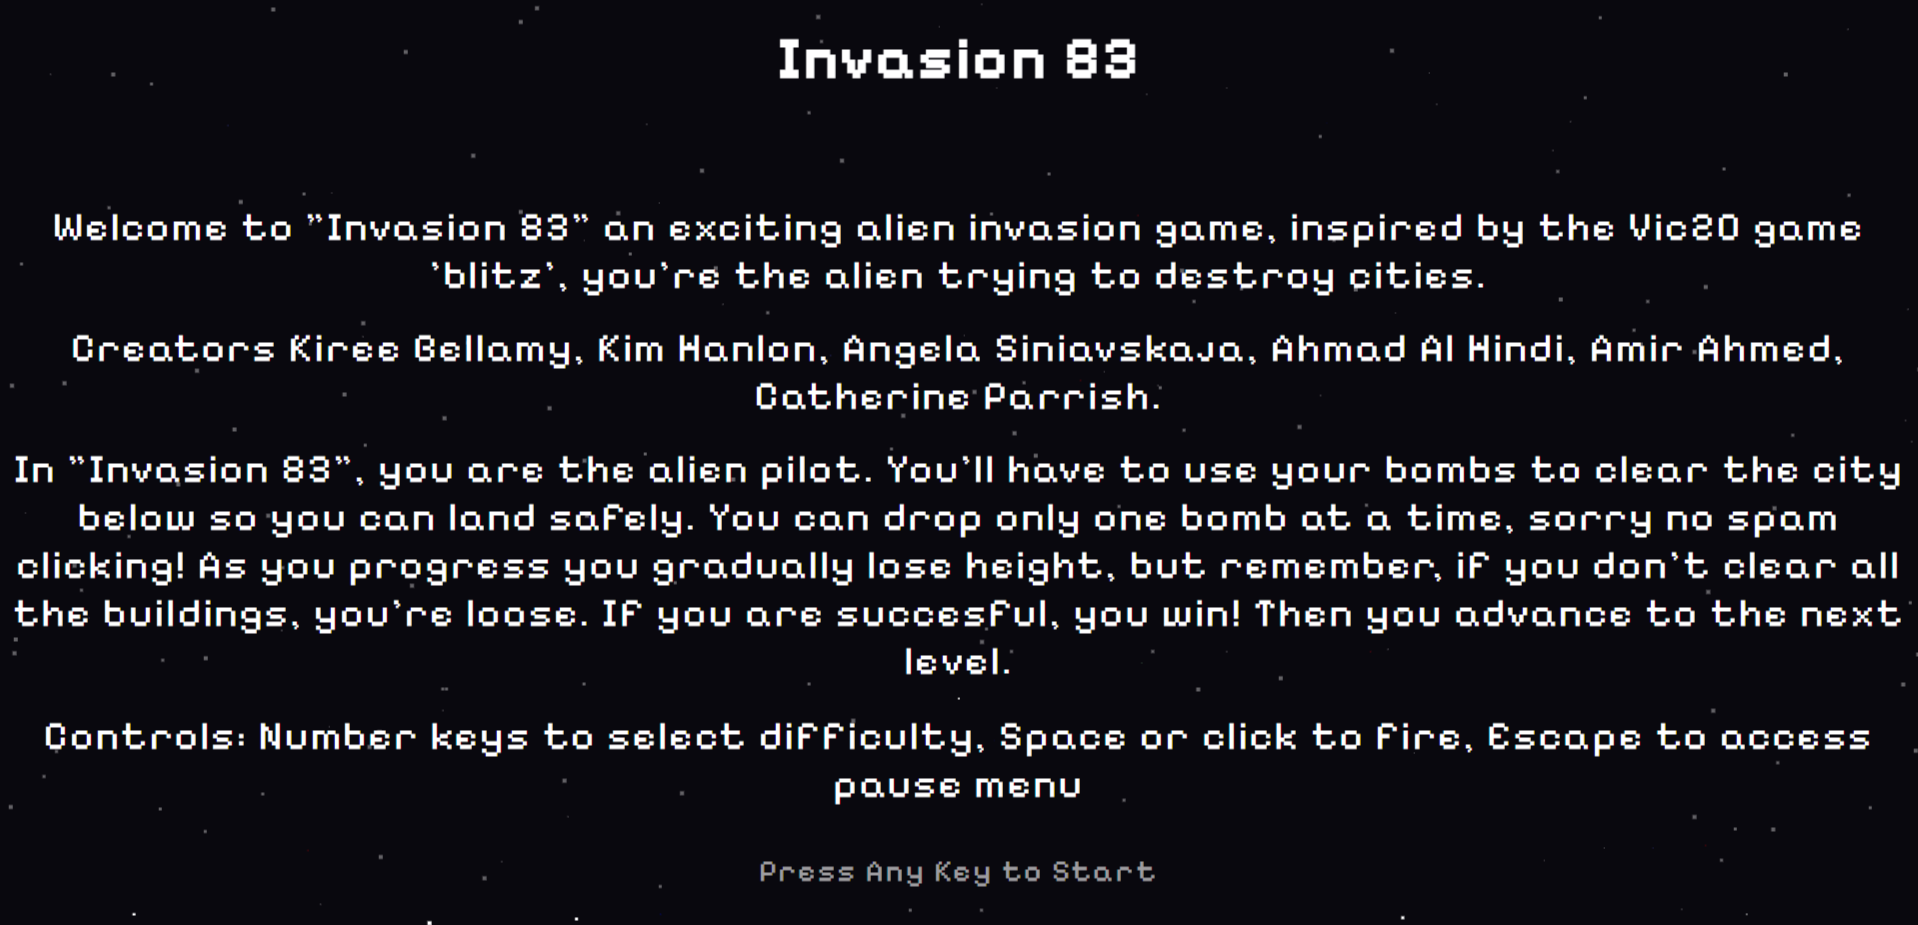 Invasion 83
Welcome to "Invasion 83" an exciting alien invasion game, inspired by the Vic20 game
'blitz', you're the alien trying to destroy cities.
Creators Kiree Bellamy, Kim Hanlon, Angela Siniavskaja, Ahmad Al Hindi, Amir Ahmed,
Catherine Parrish.
In "Invasion 83", you are the alien pilot. You'll have to use your bombs to clear the city
below so you can land safely. You can drop only one bomb at a time, sorry no spam
clicking! As you progress you gradually lose height, but remember, if you don't clear all
the buildings, you're loose. If you are succesful, you win! Then you advance to the next
level.
Controls: Number keys to select difficulty, Space or click to fire, Escape to access
pause menu
Press Any Key to Start